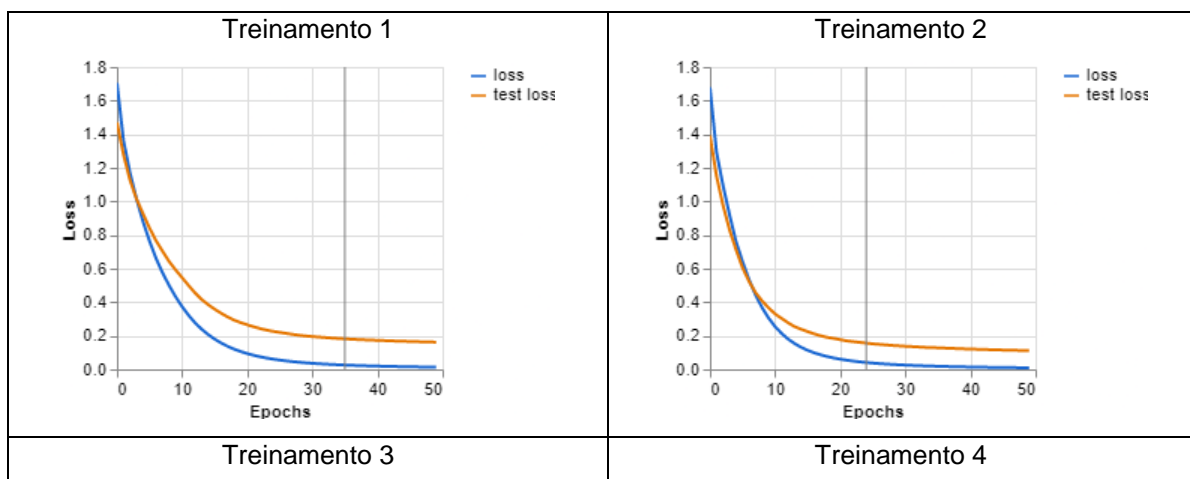 Treinamento 1
1.8
1.6
1.4
1.2
1.0
0.8
0.6
0.4
0.2
0.0
Loss
0 10 20 30 40 50
Epochs
loss
test loss
Treinamento 2
1.8
1.6
1.4
1.2
1.0
0.8
0.6
0.4
0.2
0.0
Loss
0 10 20 30 40 50
Epochs
loss
test loss
Treinamento 3
Treinamento 4